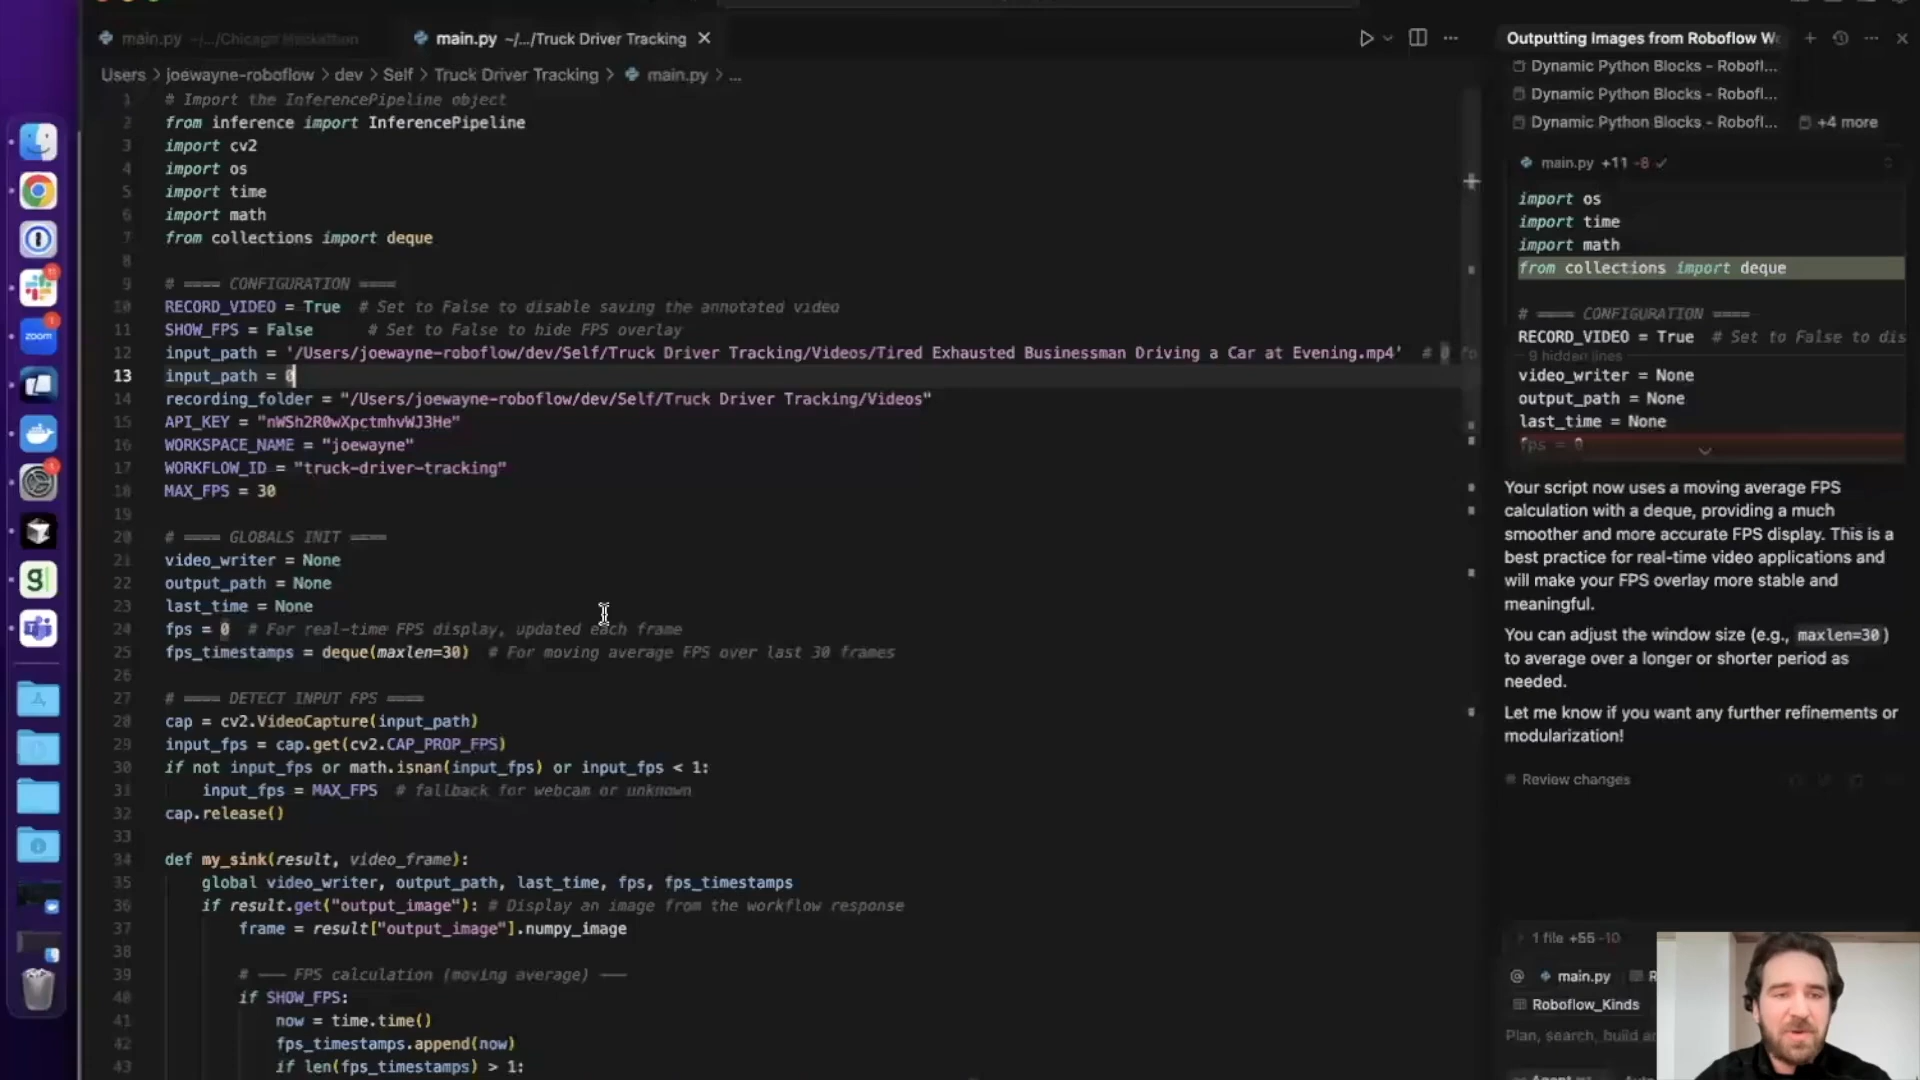 main.py ~/.../Chicago Hackathon
main.py ~/.../Truck Driver Tracking
Users > joewayne-roboflow > dev > Self > Truck Driver Tracking > main.py > ...
1 # Import the InferencePipeline object
2 from inference import InferencePipeline
3 import cv2
4 import os
5 import time
6 import math
7 from collections import deque
8
9 # ==== CONFIGURATION ====
10 RECORD_VIDEO = True # Set to False to disable saving the annotated video
11 SHOW_FPS = False # Set to False to hide FPS overlay
12 input_path = '/Users/joewayne-roboflow/dev/Self/Truck Driver Tracking/Videos/Tired Exhausted Businessman Driving a Car at Evening.mp4' # 0 fo
13 input_path = 0
14 recording_folder = "/Users/joewayne-roboflow/dev/Self/Truck Driver Tracking/Videos"
15 API_KEY = "nWSh2R0wXpctmhvWJ3He"
16 WORKSPACE_NAME = "joewayne"
17 WORKFLOW_ID = "truck-driver-tracking"
18 MAX_FPS = 30
19
20 # ==== GLOBALS INIT ====
21 video_writer = None
22 output_path = None
23 last_time = None
24 fps = 0 # For real-time FPS display, updated each frame
25 fps_timestamps = deque(maxlen=30) # For moving average FPS over last 30 frames
26
27 # ==== DETECT INPUT FPS ====
28 cap = cv2.VideoCapture(input_path)
29 input_fps = cap.get(cv2.CAP_PROP_FPS)
30 if not input_fps or math.isnan(input_fps) or input_fps < 1:
31 input_fps = MAX_FPS # fallback for webcam or unknown
32 cap.release()
33
34 def my_sink(result, video_frame):
35 global video_writer, output_path, last_time, fps, fps_timestamps
36 if result.get("output_image"): # Display an image from the workflow response
37 frame = result["output_image"].numpy_image
38
39 # --- FPS calculation (moving average) ---
40 if SHOW_FPS:
41 now = time.time()
42 fps_timestamps.append(now)
43 if len(fps_timestamps) > 1:
Outputting Images from Roboflow W
Dynamic Python Blocks - Robofl...
Dynamic Python Blocks - Robofl...
Dynamic Python Blocks - Robofl... +4 more
main.py +11 -8
import os
import time
import math
from collections import deque
# ==== CONFIGURATION ====
RECORD_VIDEO = True # Set to False to dis
9 hidden lines
video_writer = None
output_path = None
last_time = None
fps = 0
Your script now uses a moving average FPS
calculation with a deque, providing a much
smoother and more accurate FPS display. This is a
best practice for real-time video applications and
will make your FPS overlay more stable and
meaningful.
You can adjust the window size (e.g., maxlen=30)
to average over a longer or shorter period as
needed.
Let me know if you want any further refinements or
modularization!
Review changes
1 file +55 -10
@ main.py
Roboflow_Kinds
Plan, search, build
zoom